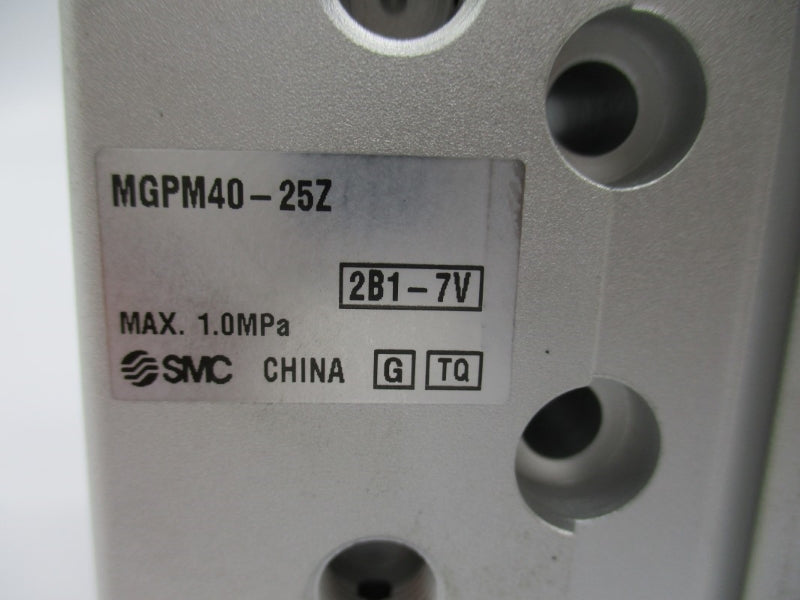 MGPM40-25Z
2B1-7V
MAX. 1.0MPa
SMC CHINA G TQ